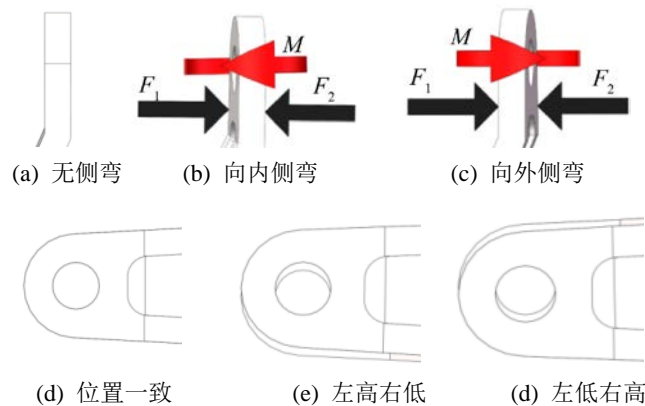 M
M
F1
F2
F1
F2
(a) 无侧弯
(b) 向内侧弯
(c) 向外侧弯
(d) 位置一致
(e) 左高右低
(d) 左低右高